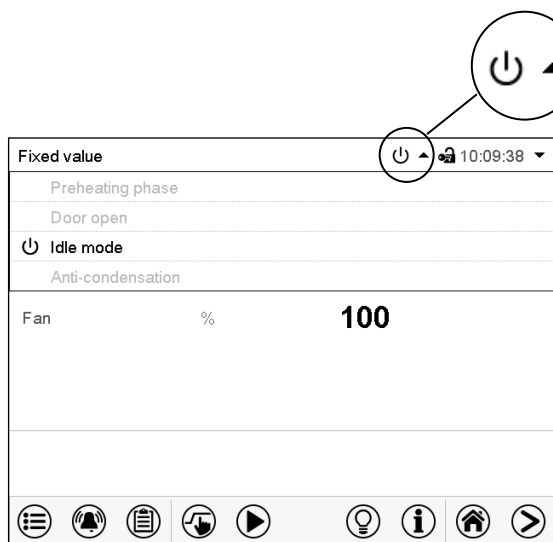 Fixed value 10:09:38
Preheating phase
Door open
Idle mode
Anti-condensation
Fan % 100